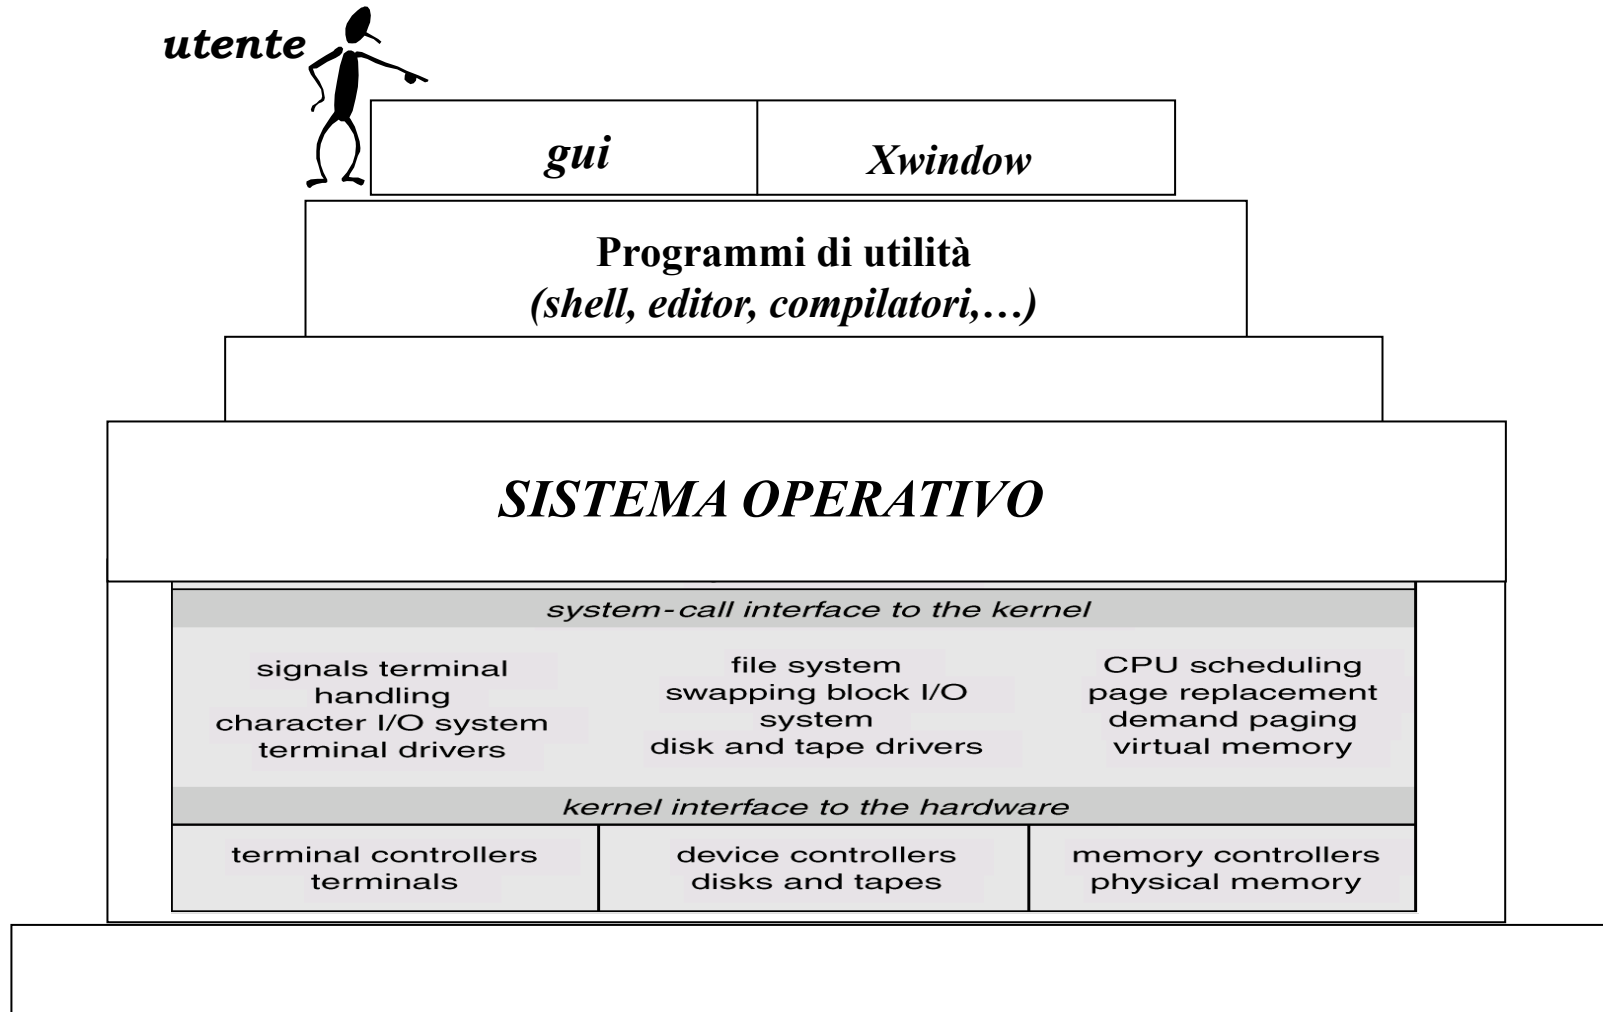 utente
gui
Xwindow
Programmi di utilità
(shell, editor, compilatori,…)
SISTEMA OPERATIVO
system-call interface to the kernel
signals terminal
handling
character I/O system
terminal drivers
file system
swapping block I/O
system
disk and tape drivers
CPU scheduling
page replacement
demand paging
virtual memory
kernel interface to the hardware
terminal controllers
terminals
device controllers
disks and tapes
memory controllers
physical memory